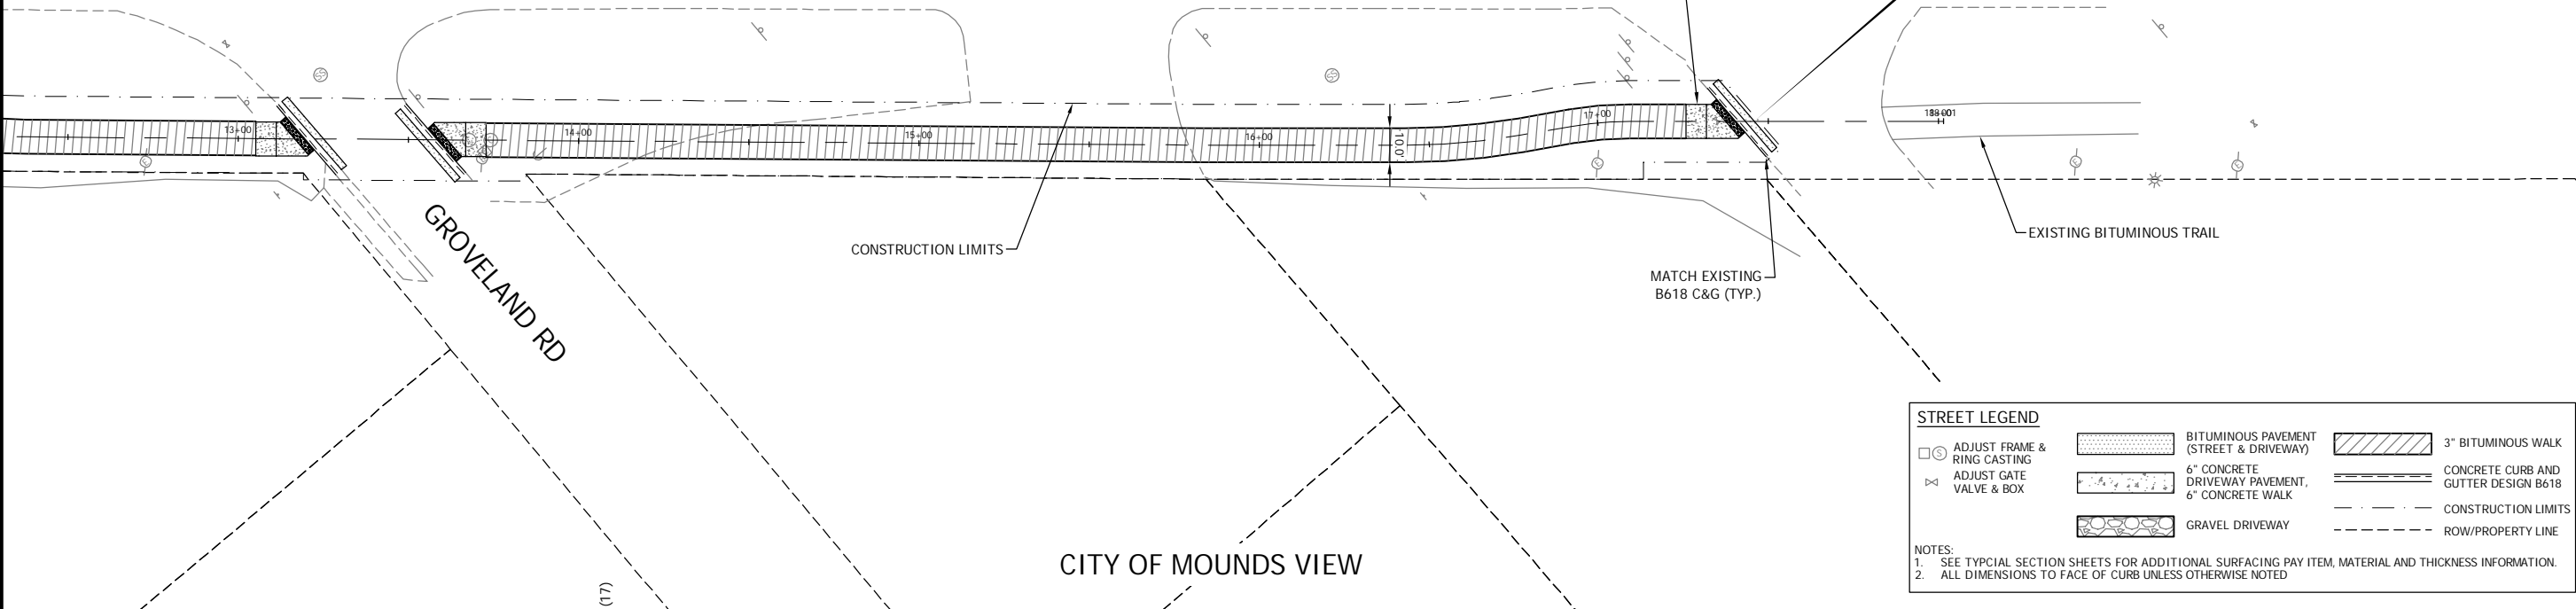 13+00
14+00
15+00
16+00
10.0'
17+00
GROVELAND RD
CONSTRUCTION LIMITS
MATCH EXISTING
B618 C&G (TYP.)
EXISTING BITUMINOUS TRAIL
CITY OF MOUNDS VIEW
(17)
STREET LEGEND
S
ADJUST FRAME &
RING CASTING
ADJUST GATE
VALVE & BOX
BITUMINOUS PAVEMENT
(STREET & DRIVEWAY)
6" CONCRETE
DRIVEWAY PAVEMENT,
6" CONCRETE WALK
GRAVEL DRIVEWAY
3" BITUMINOUS WALK
CONCRETE CURB AND
GUTTER DESIGN B618
CONSTRUCTION LIMITS
ROW/PROPERTY LINE
NOTES:
1. SEE TYPCIAL SECTION SHEETS FOR ADDITIONAL SURFACING PAY ITEM, MATERIAL AND THICKNESS INFORMATION.
2. ALL DIMENSIONS TO FACE OF CURB UNLESS OTHERWISE NOTED